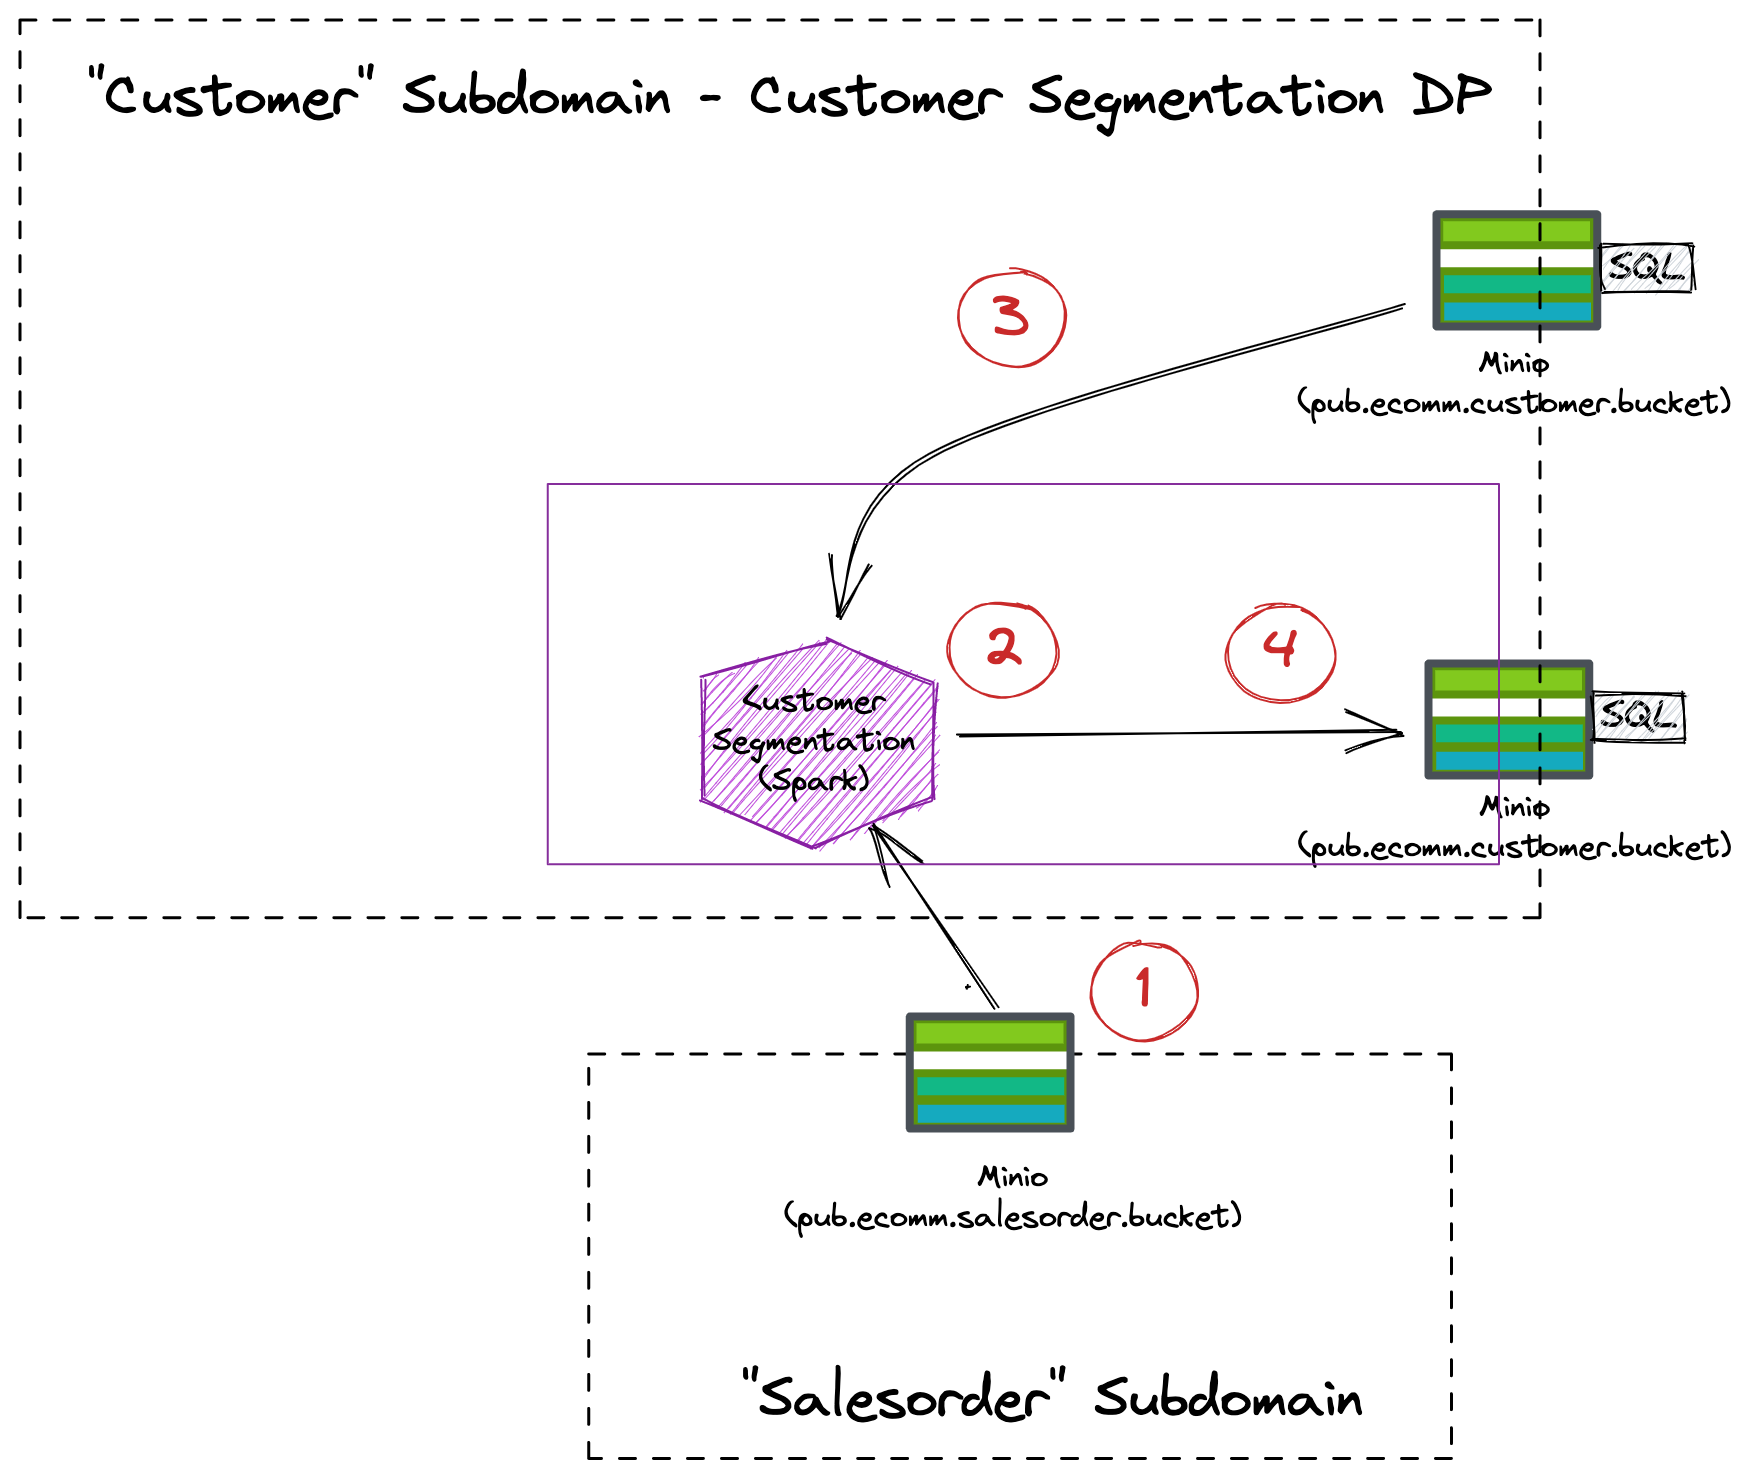 "Customer" Subdomain - Customer Segmentation DP
SQL
Minio
(pub.ecomm.customer.bucket)
3
2
4
Customer
Segmentation
(Spark)
SQL
Minio
(pub.ecomm.customer.bucket)
1
Minio
(pub.ecomm.salesorder.bucket)
"Salesorder" Subdomain